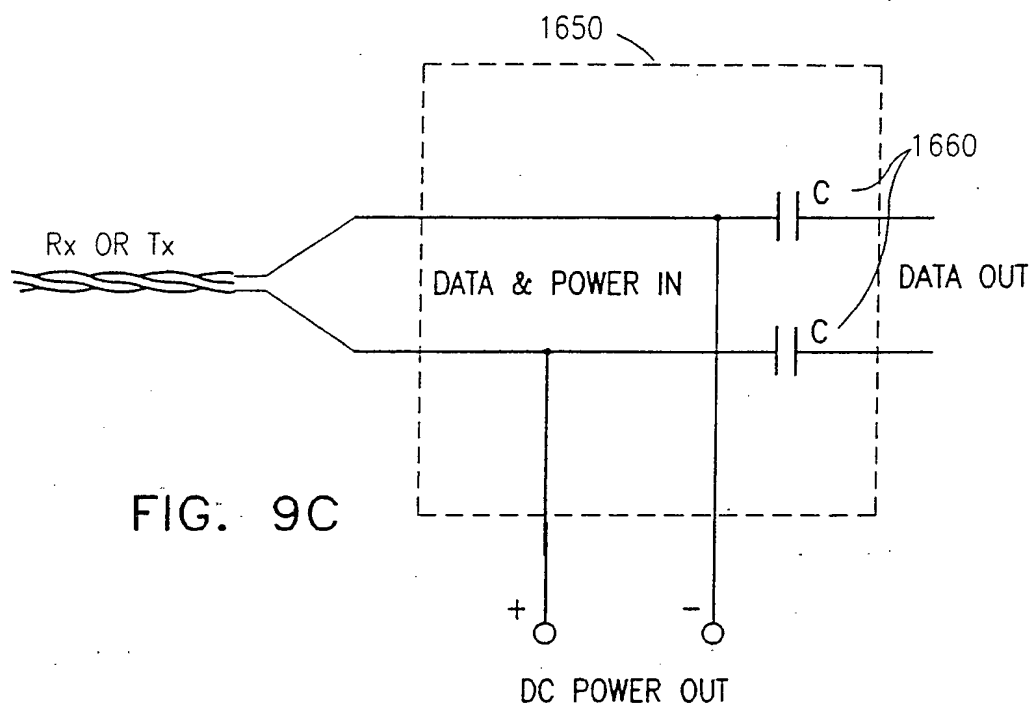 1650
1660
C
Rx OR Tx
DATA & POWER IN
DATA OUT
C
FIG. 9C
+ -
DC POWER OUT